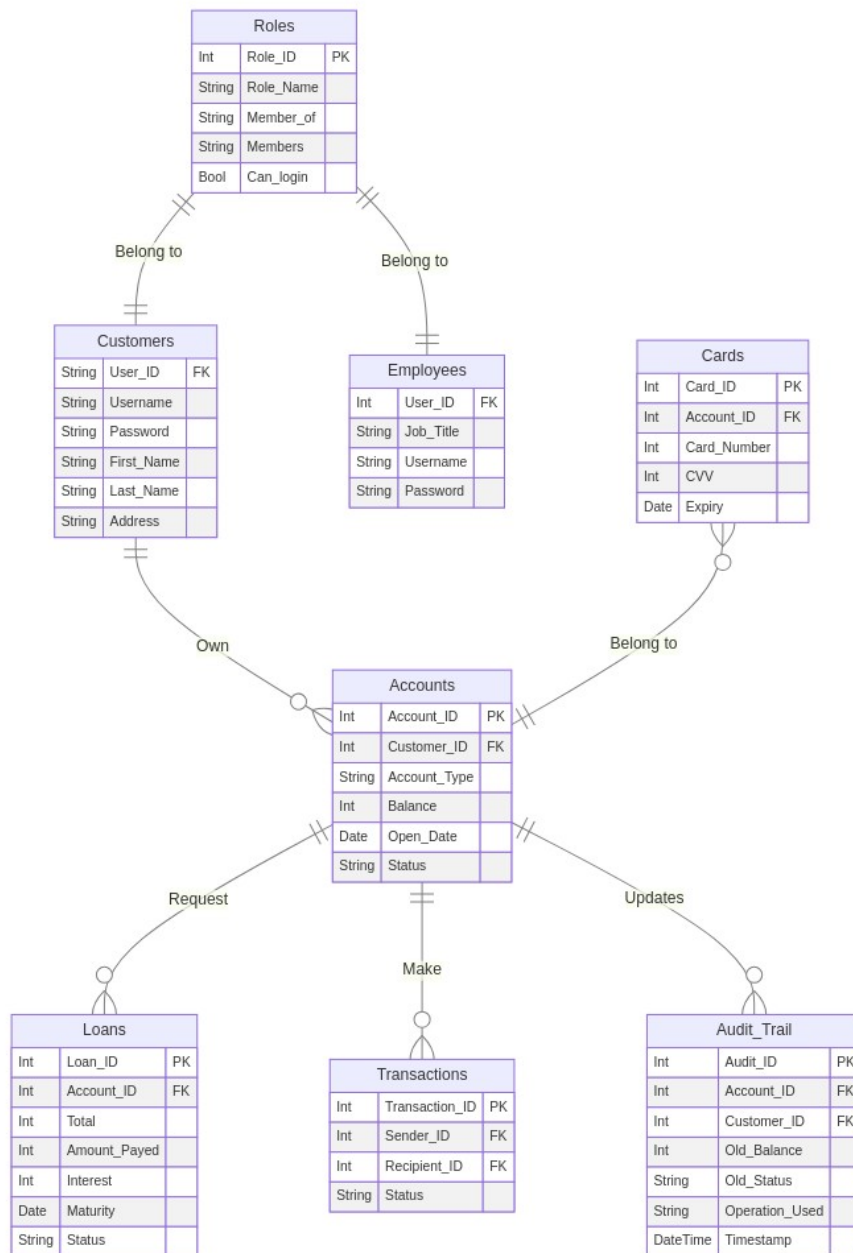 Roles
Int Role_ID PK
String Role_Name
String Member_of
String Members
Bool Can_login
Belong to
Belong to
Customers
String User_ID FK
String Username
String Password
String First_Name
String Last_Name
String Address
Employees
Int User_ID FK
String Job_Title
String Username
String Password
Cards
Int Card_ID PK
Int Account_ID FK
Int Card_Number
Int CVV
Date Expiry
Own
Belong to
Accounts
Int Account_ID PK
Int Customer_ID FK
String Account_Type
Int Balance
Date Open_Date
String Status
Request
Make
Updates
Loans
Int Loan_ID PK
Int Account_ID FK
Int Total
Int Amount_Payed
Int Interest
Date Maturity
String Status
Transactions
Int Transaction_ID PK
Int Sender_ID FK
Int Recipient_ID FK
String Status
Audit_Trail
Int Audit_ID PK
Int Account_ID FK
Int Customer_ID FK
Int Old_Balance
String Old_Status
String Operation_Used
DateTime Timestamp